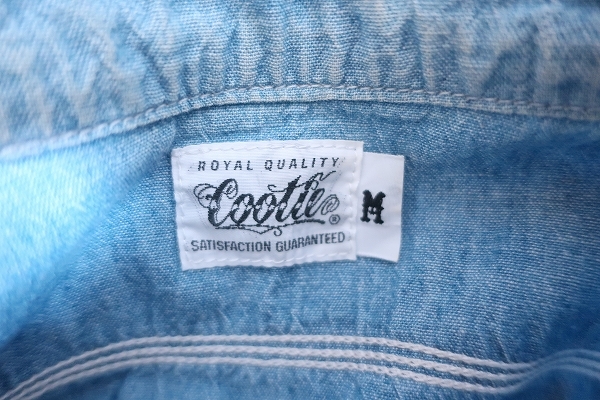 ROYAL QUALITY
Cootie®
SATISFACTION GUARANTEED
M